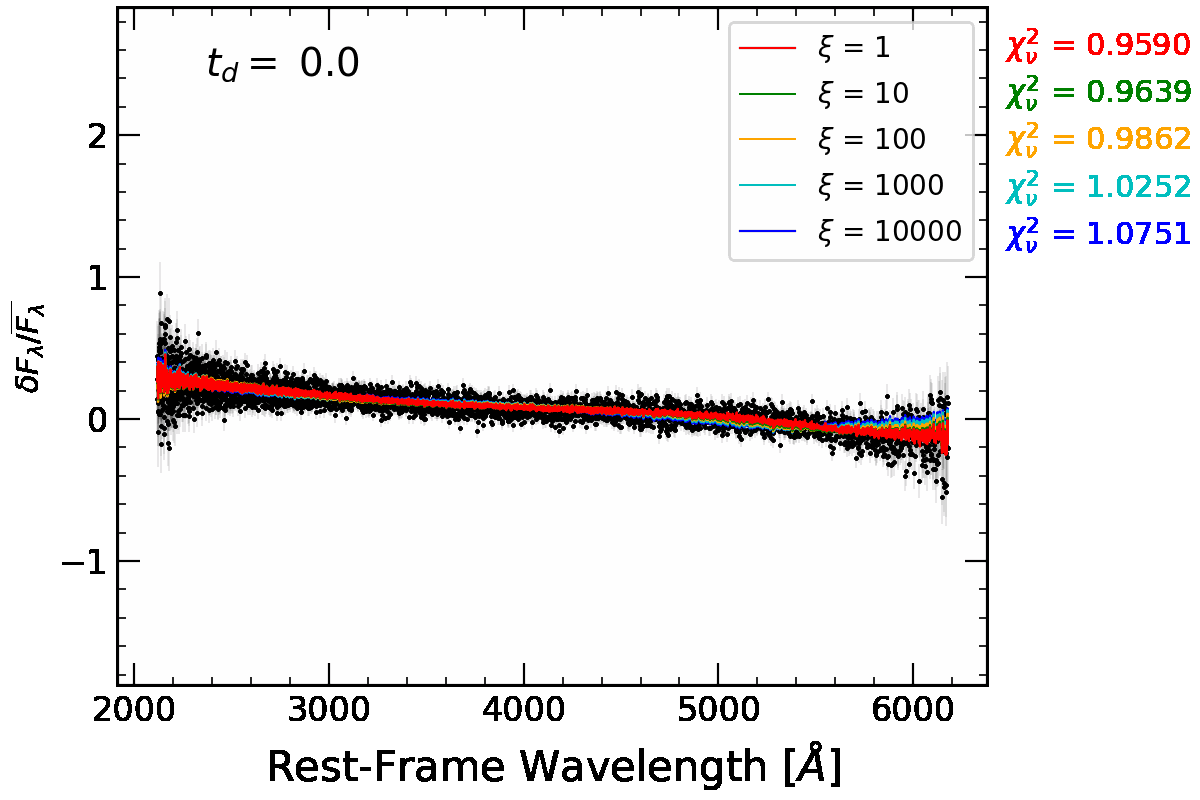 t_d = 0.0
ξ = 1
ξ = 10
ξ = 100
ξ = 1000
ξ = 10000
χ²_ν = 0.9590
χ²_ν = 0.9639
χ²_ν = 0.9862
χ²_ν = 1.0252
χ²_ν = 1.0751
δF_λ/F̅_λ
2
1
0
−1
2000 3000 4000 5000 6000
Rest-Frame Wavelength [Å]